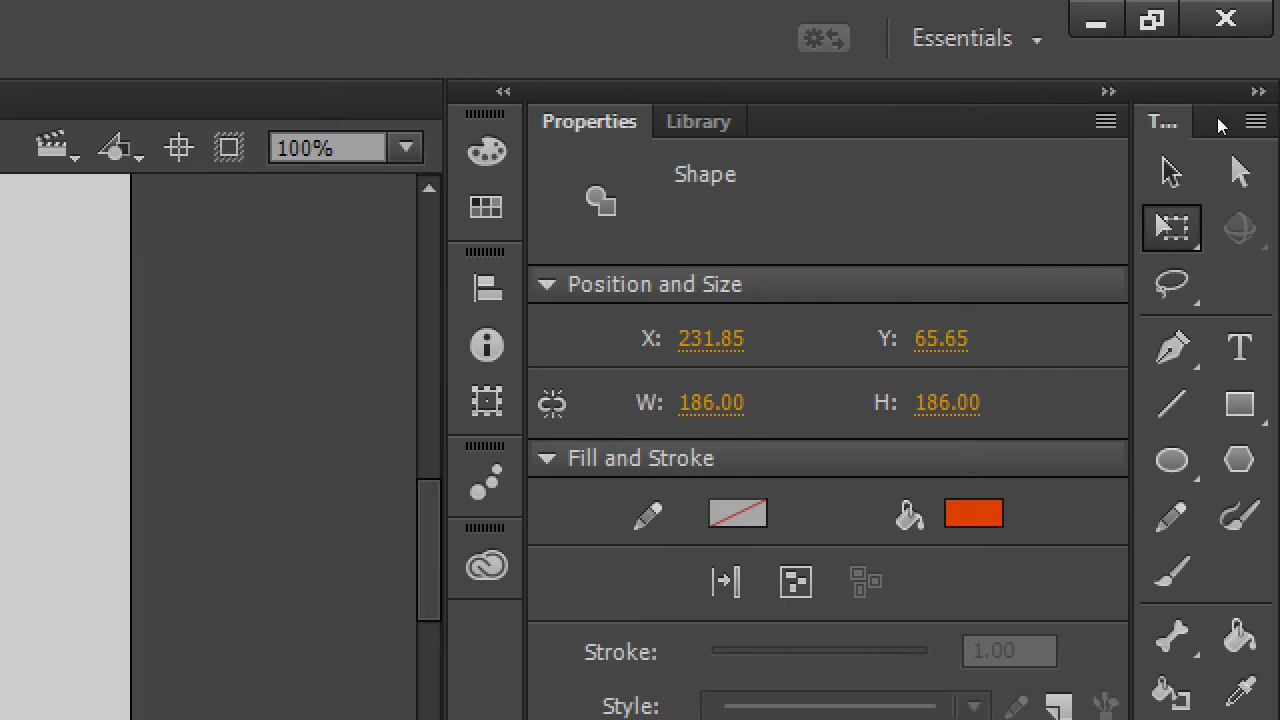 Essentials
100%
Properties Library T...
Shape
Position and Size
X: 231.85 Y: 65.65
W: 186.00 H: 186.00
Fill and Stroke
Stroke: 1.00
Style: